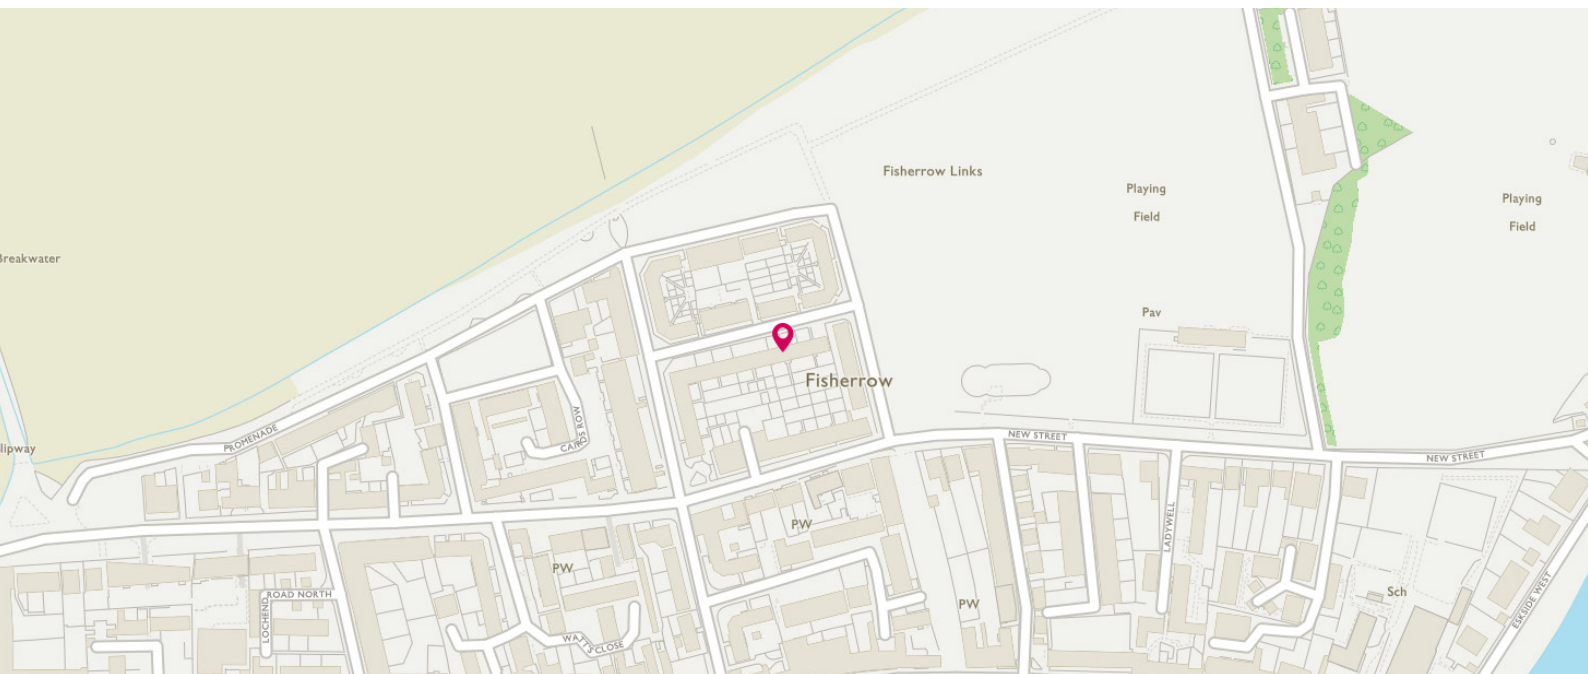 Fisherrow Links
Playing
Field
Playing
Field
Breakwater
Pav
Fisherrow
lipway
PROMENADE
CAIRDS ROW
NEW STREET
NEW STREET
LADYWELL
PW
PW
PW
Sch
ROAD NORTH
LOCHEND
WATT'S CLOSE
ESKSIDE WEST